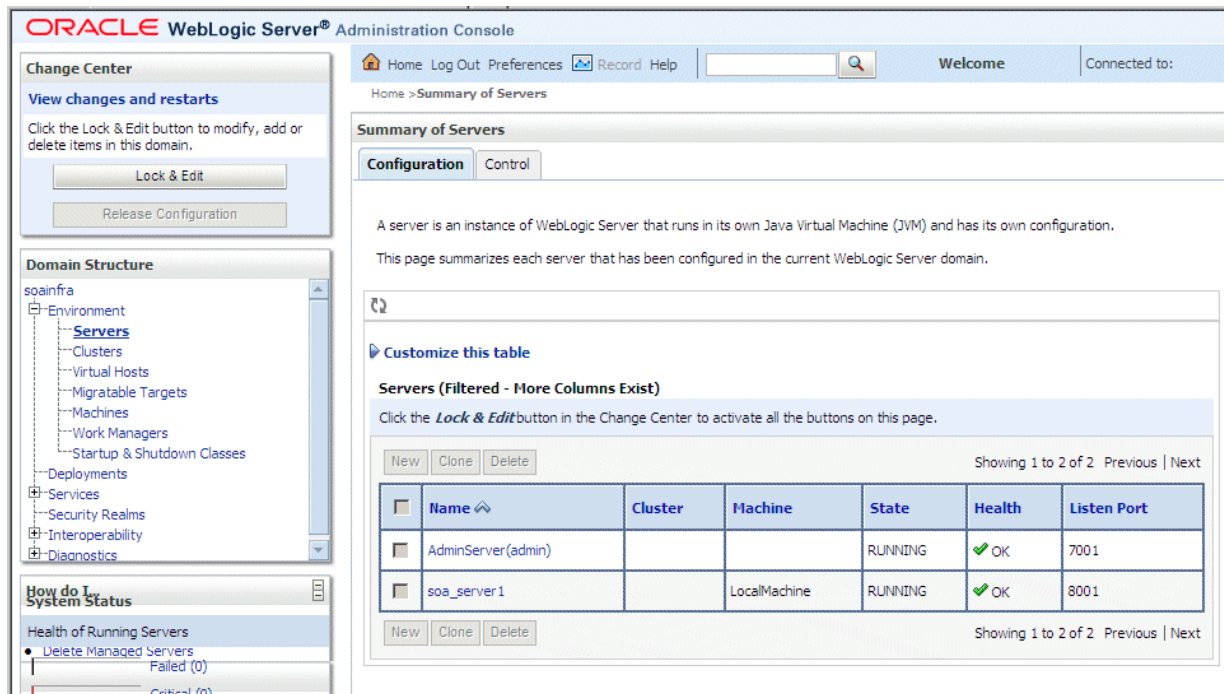 ORACLE WebLogic Server® Administration Console
Change Center
View changes and restarts
Click the Lock & Edit button to modify, add or
delete items in this domain.
Lock & Edit
Release Configuration
Domain Structure
soainfra
Environment
Servers
Clusters
Virtual Hosts
Migratable Targets
Machines
Work Managers
Startup & Shutdown Classes
Deployments
Services
Security Realms
Interoperability
Diagnostics
How do I...
System Status
Health of Running Servers
Delete Managed Servers
Failed (0)
Critical (0)
Home Log Out Preferences Record Help
Welcome
Connected to:
Home >Summary of Servers
Summary of Servers
Configuration Control
A server is an instance of WebLogic Server that runs in its own Java Virtual Machine (JVM) and has its own configuration.
This page summarizes each server that has been configured in the current WebLogic Server domain.
Customize this table
Servers (Filtered - More Columns Exist)
Click the Lock & Edit button in the Change Center to activate all the buttons on this page.
New Clone Delete Showing 1 to 2 of 2 Previous | Next
Name Cluster Machine State Health Listen Port
AdminServer(admin) RUNNING OK 7001
soa_server1 LocalMachine RUNNING OK 8001
New Clone Delete Showing 1 to 2 of 2 Previous | Next